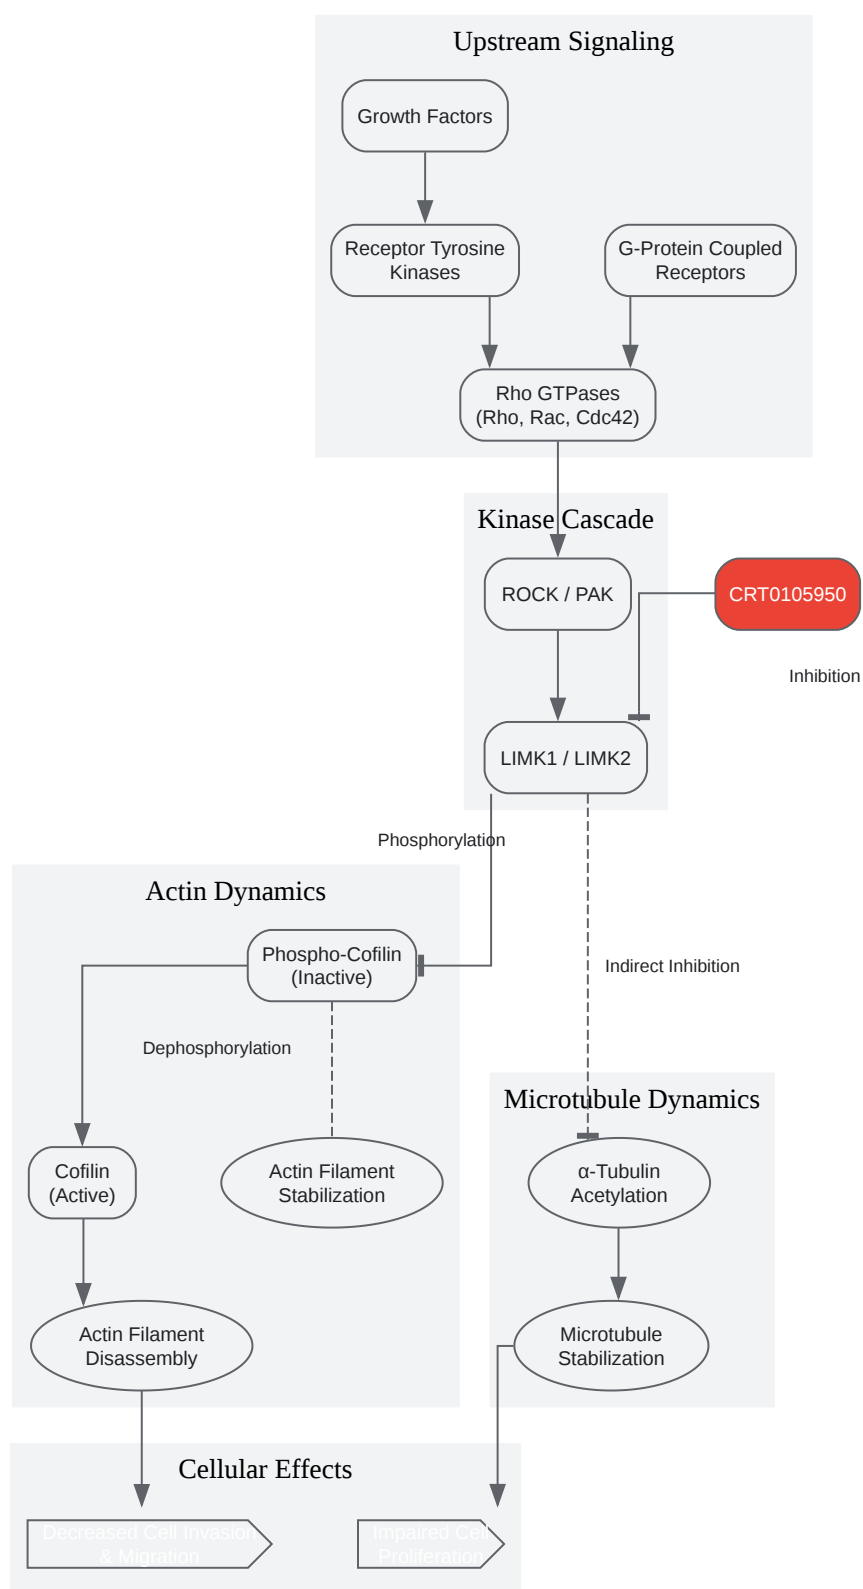 Upstream Signaling
Growth Factors
Receptor Tyrosine
Kinases
G-Protein Coupled
Receptors
Rho GTPases
(Rho, Rac, Cdc42)
Kinase Cascade
ROCK / PAK
CRT0105950
Inhibition
LIMK1 / LIMK2
Phosphorylation
Actin Dynamics
Phospho-Cofilin
(Inactive)
Indirect Inhibition
Dephosphorylation
Microtubule Dynamics
Cofilin
(Active)
Actin Filament
Stabilization
α-Tubulin
Acetylation
Actin Filament
Disassembly
Microtubule
Stabilization
Cellular Effects
Decreased Cell Invasion
& Migration
Impaired Cell
Proliferation